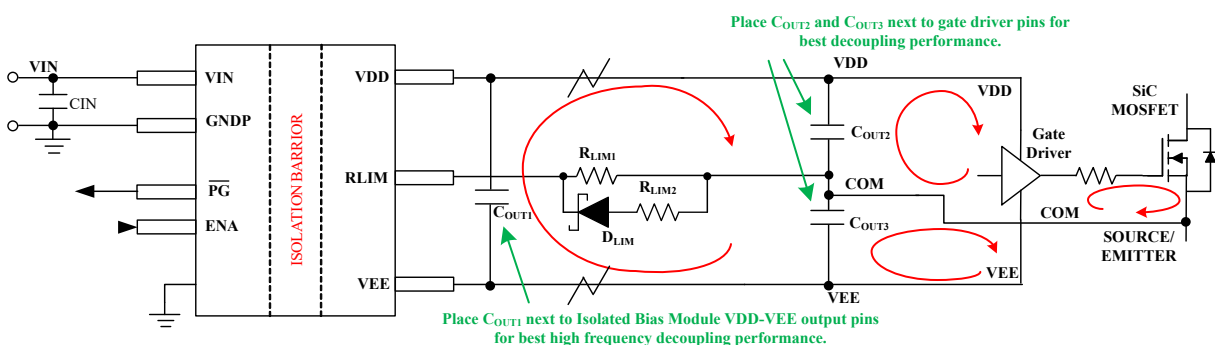 Place COUT2 and COUT3 next to gate driver pins for
best decoupling performance.
VIN
CIN
VIN
GNDP
PG
ENA
ISOLATION BARRIOR
VDD
RLIM
VEE
COUT1
RLIM1
RLIM2
DLIM
VDD
COUT2
COM
COUT3
VEE
VDD
Gate
Driver
VEE
COM
SiC
MOSFET
SOURCE/
EMITTER
Place COUT1 next to Isolated Bias Module VDD-VEE output pins
for best high frequency decoupling performance.